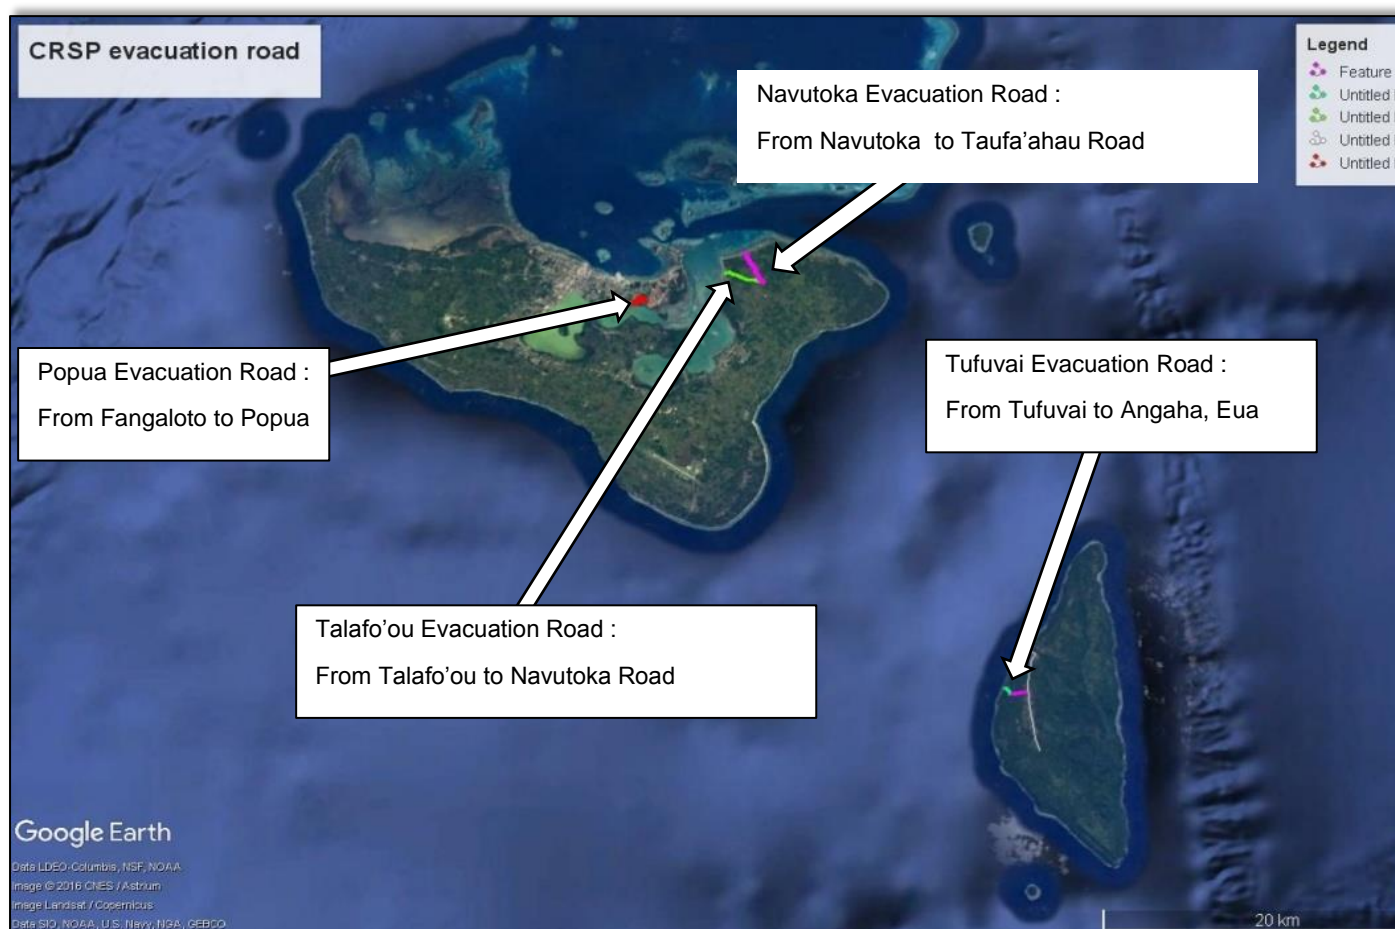 CRSP evacuation road
Legend
Feature
Untitled
Untitled
Untitled
Untitled
Navutoka Evacuation Road :
From Navutoka to Taufa’ahau Road
Popua Evacuation Road :
From Fangaloto to Popua
Tufuvai Evacuation Road :
From Tufuvai to Angaha, Eua
Talafo’ou Evacuation Road :
From Talafo’ou to Navutoka Road
Google Earth
Data LDEO-Columbia, NSF, NOAA
Image © 2016 CNES / Astrium
Image Landsat / Copernicus
Data SIO, NOAA, U.S. Navy, NGA, GEBCO
20 km